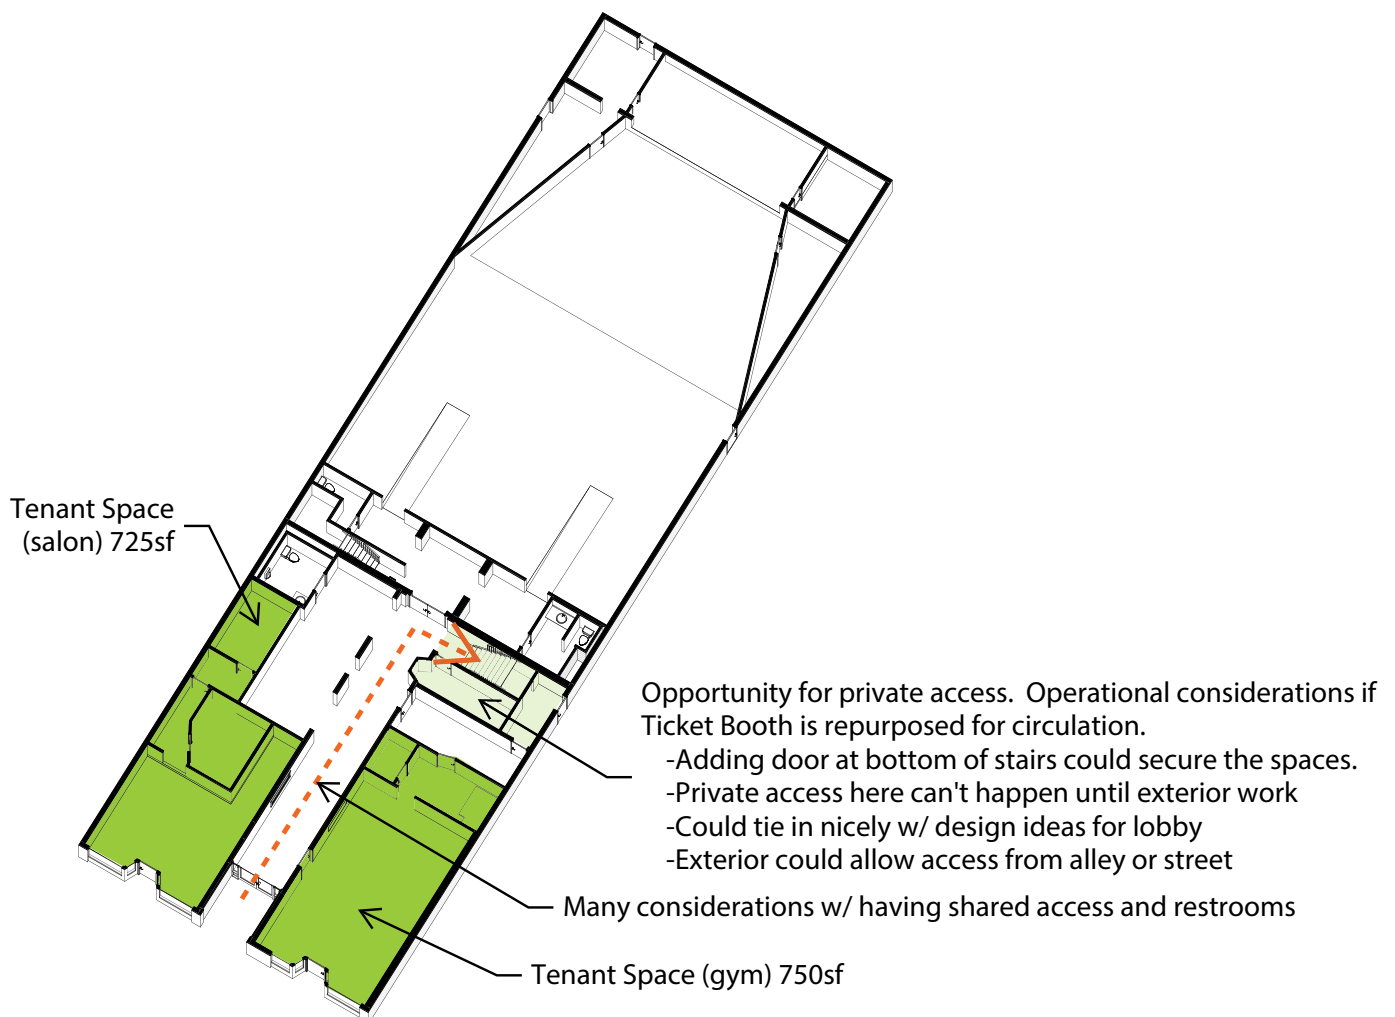 Tenant Space
(salon) 725sf
Opportunity for private access.  Operational considerations if
Ticket Booth is repurposed for circulation.
-Adding door at bottom of stairs could secure the spaces.
-Private access here can't happen until exterior work
-Could tie in nicely w/ design ideas for lobby
-Exterior could allow access from alley or street
Many considerations w/ having shared access and restrooms
Tenant Space (gym) 750sf